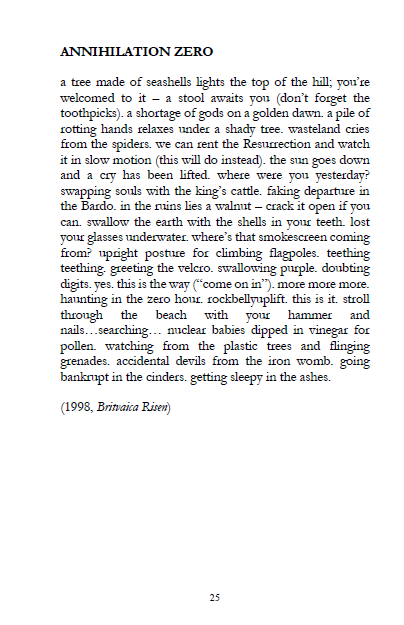 ANNIHILATION ZERO
a tree made of seashells lights the top of the hill; you're
welcomed to it – a stool awaits you (don't forget the
toothpicks). a shortage of gods on a golden dawn. a pile of
rotting hands relaxes under a shady tree. wasteland cries
from the spiders. we can rent the Resurrection and watch
it in slow motion (this will do instead). the sun goes down
and a cry has been lifted. where were you yesterday?
swapping souls with the king's cattle. faking departure in
the Bardo. in the ruins lies a walnut – crack it open if you
can. swallow the earth with the shells in your teeth. lost
your glasses underwater. where's that smokescreen coming
from? upright posture for climbing flagpoles. teething
teething. greeting the velcro. swallowing purple. doubting
digits. yes. this is the way ("come on in"). more more more.
haunting in the zero hour. rockbellyuplift. this is it. stroll
through the beach with your hammer and
nails…searching… nuclear babies dipped in vinegar for
pollen. watching from the plastic trees and flinging
grenades. accidental devils from the iron womb. going
bankrupt in the cinders. getting sleepy in the ashes.
(1998, Britvaica Risen)
25